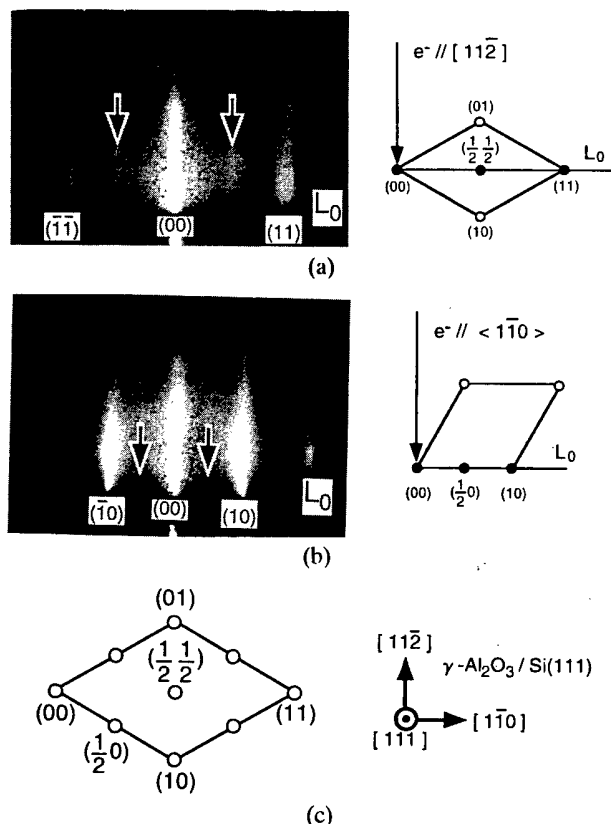 e⁻ // [ 112̅ ]
(01)
(½ ½)
L₀
(00)
(11)
(10)
L₀
(1̅1̅)
(00)
(11)
(a)
e⁻ // < 11̅0 >
L₀
(00)
(½0)
(10)
L₀
(1̅0)
(00)
(10)
(b)
(01)
(½ ½)
(00)
(11)
(½0)
(10)
[ 112̅ ]
γ -Al₂O₃ / Si(111)
[ 111 ]
[ 11̅0 ]
(c)